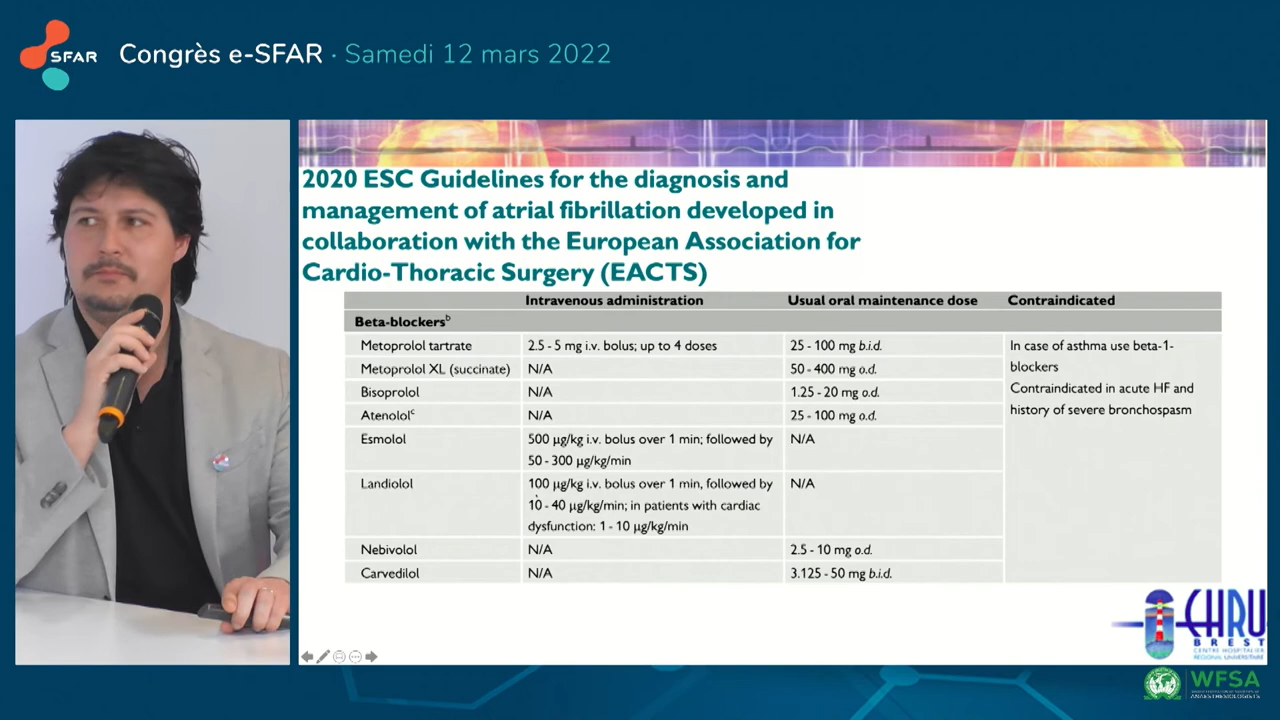 SFAR
Congrès e-SFAR · Samedi 12 mars 2022
2020 ESC Guidelines for the diagnosis and
management of atrial fibrillation developed in
collaboration with the European Association for
Cardio-Thoracic Surgery (EACTS)
Intravenous administration Usual oral maintenance dose Contraindicated
Beta-blockersᵇ
Metoprolol tartrate 2.5 - 5 mg i.v. bolus; up to 4 doses 25 - 100 mg b.i.d. In case of asthma use beta-1-
blockers
Metoprolol XL (succinate) N/A 50 - 400 mg o.d.
Contraindicated in acute HF and
history of severe bronchospasm
Bisoprolol N/A 1.25 - 20 mg o.d.
Atenololᶜ N/A 25 - 100 mg o.d.
Esmolol 500 µg/kg i.v. bolus over 1 min; followed by
50 - 300 µg/kg/min
N/A
Landiolol 100 µg/kg i.v. bolus over 1 min, followed by
10 - 40 µg/kg/min; in patients with cardiac
dysfunction: 1 - 10 µg/kg/min
N/A
Nebivolol N/A 2.5 - 10 mg o.d.
Carvedilol N/A 3.125 - 50 mg b.i.d.
CHRU
BREST
CENTRE HOSPITALIER
REGIONAL UNIVERSITAIRE
WFSA